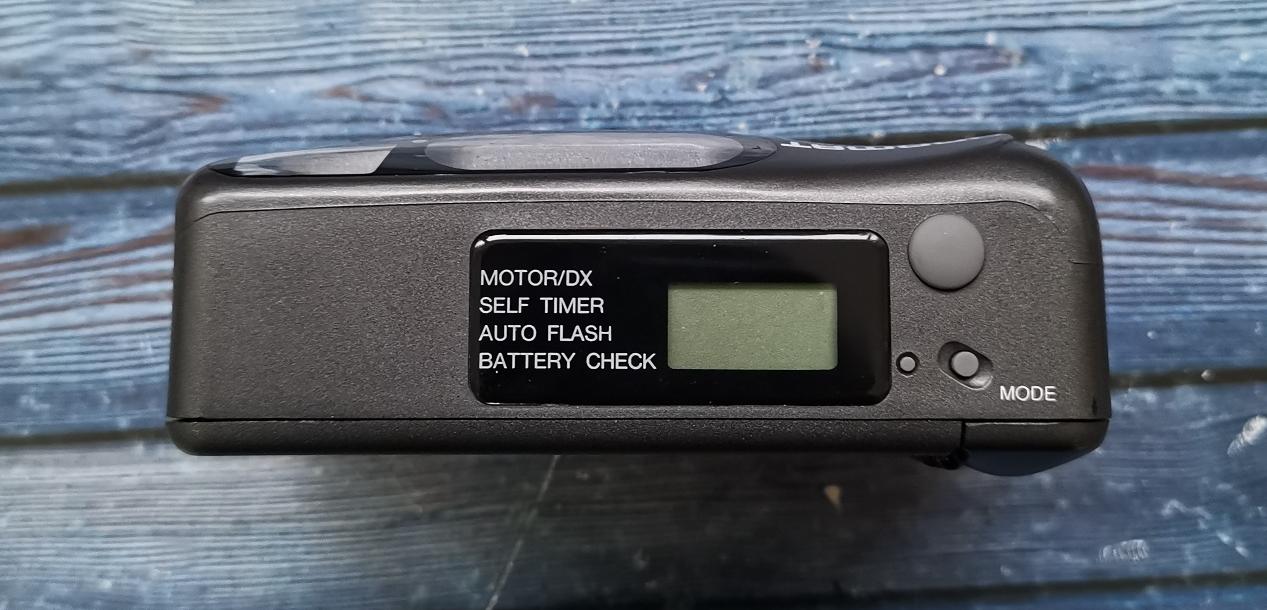 MOTOR/DX
SELF TIMER
AUTO FLASH
BATTERY CHECK
MODE